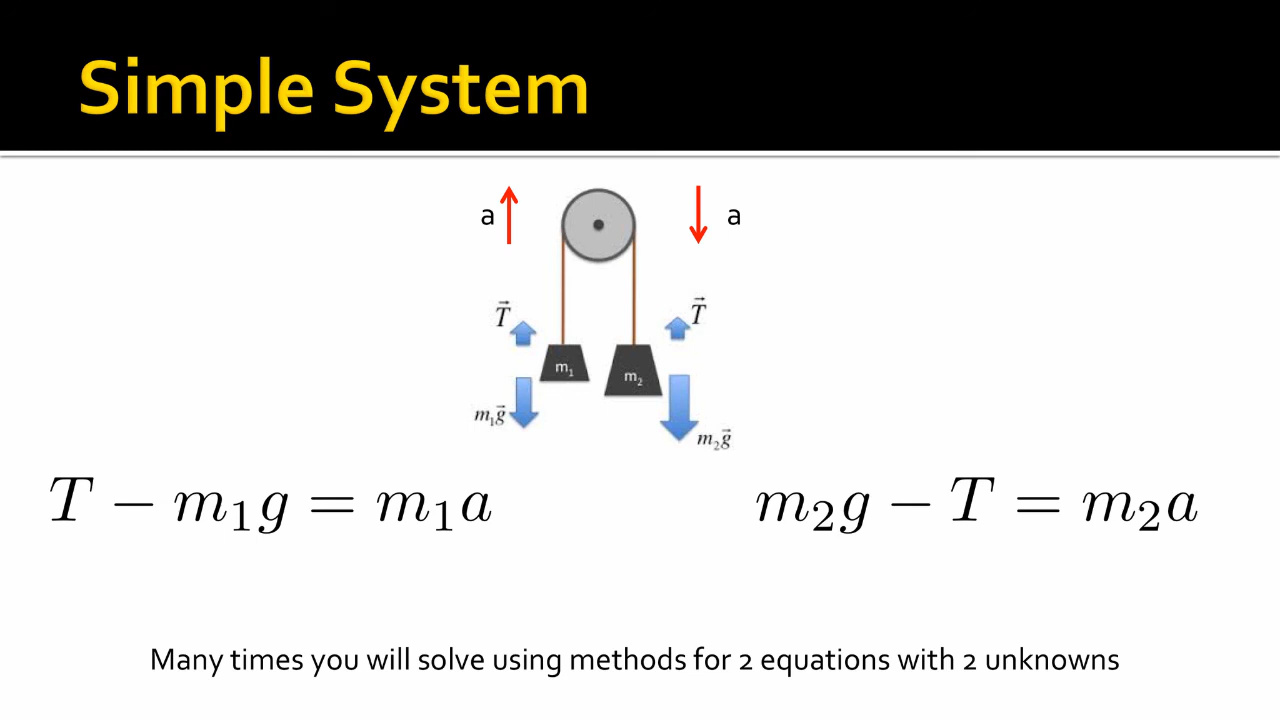 Simple System
a
a
T⃗
T⃗
m₁
m₂
m₁g⃗
m₂g⃗
T − m₁g = m₁a
m₂g − T = m₂a
Many times you will solve using methods for 2 equations with 2 unknowns